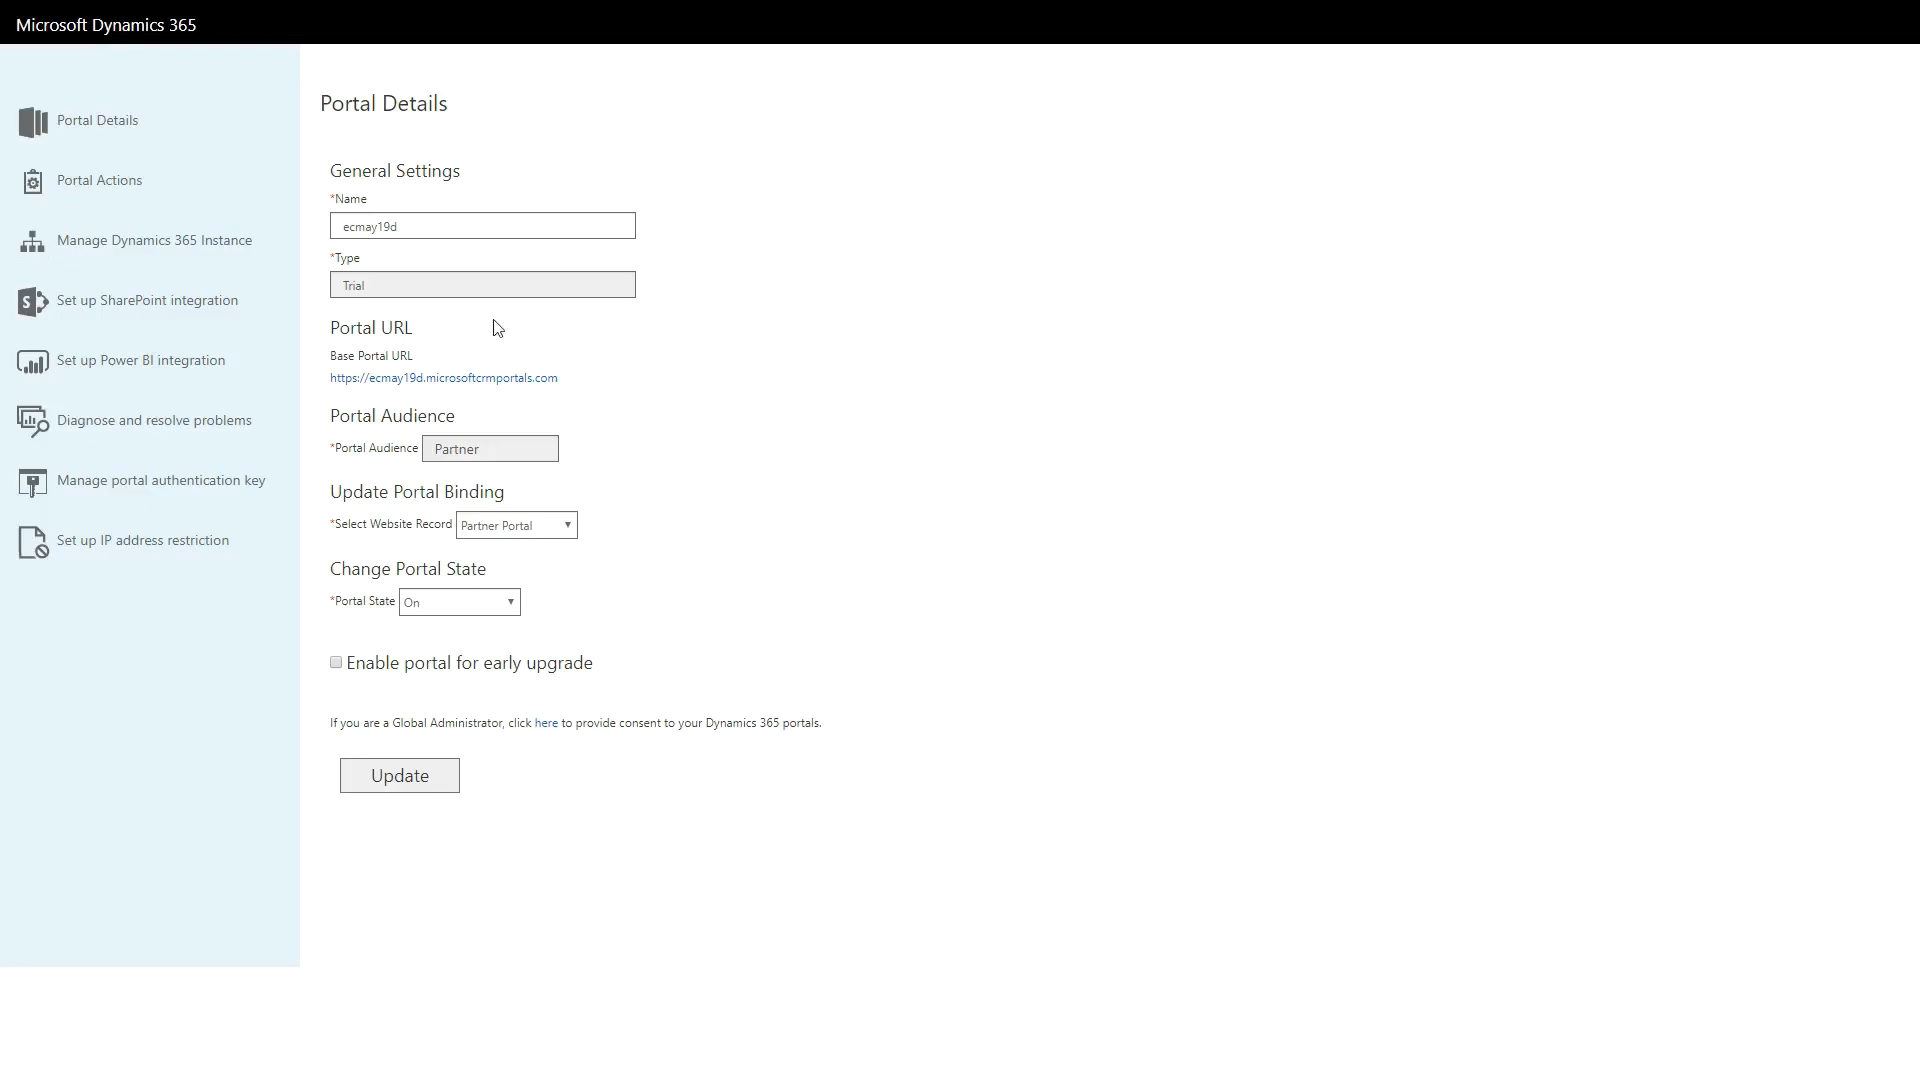 Microsoft Dynamics 365
Portal Details
Portal Actions
Manage Dynamics 365 Instance
Set up SharePoint integration
Set up Power BI integration
Diagnose and resolve problems
Manage portal authentication key
Set up IP address restriction
Portal Details
General Settings
*Name
ecmay19d
*Type
Trial
Portal URL
Base Portal URL
https://ecmay19d.microsoftcrmportals.com
Portal Audience
*Portal Audience Partner
Update Portal Binding
*Select Website Record Partner Portal
Change Portal State
*Portal State On
Enable portal for early upgrade
If you are a Global Administrator, click here to provide consent to your Dynamics 365 portals.
Update